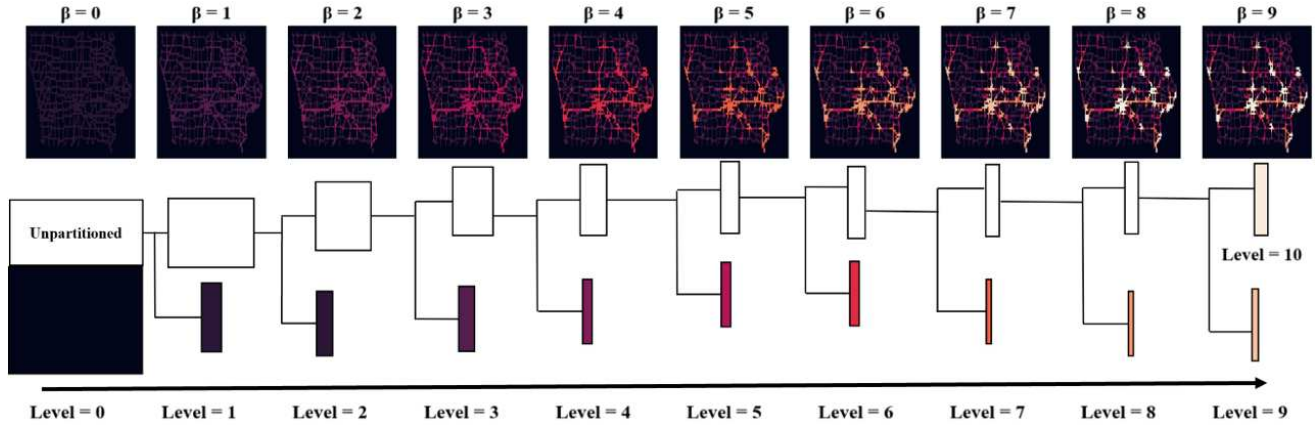 β = 0 β = 1 β = 2 β = 3 β = 4 β = 5 β = 6 β = 7 β = 8 β = 9
Unpartitioned
Level = 10
Level = 0 Level = 1 Level = 2 Level = 3 Level = 4 Level = 5 Level = 6 Level = 7 Level = 8 Level = 9